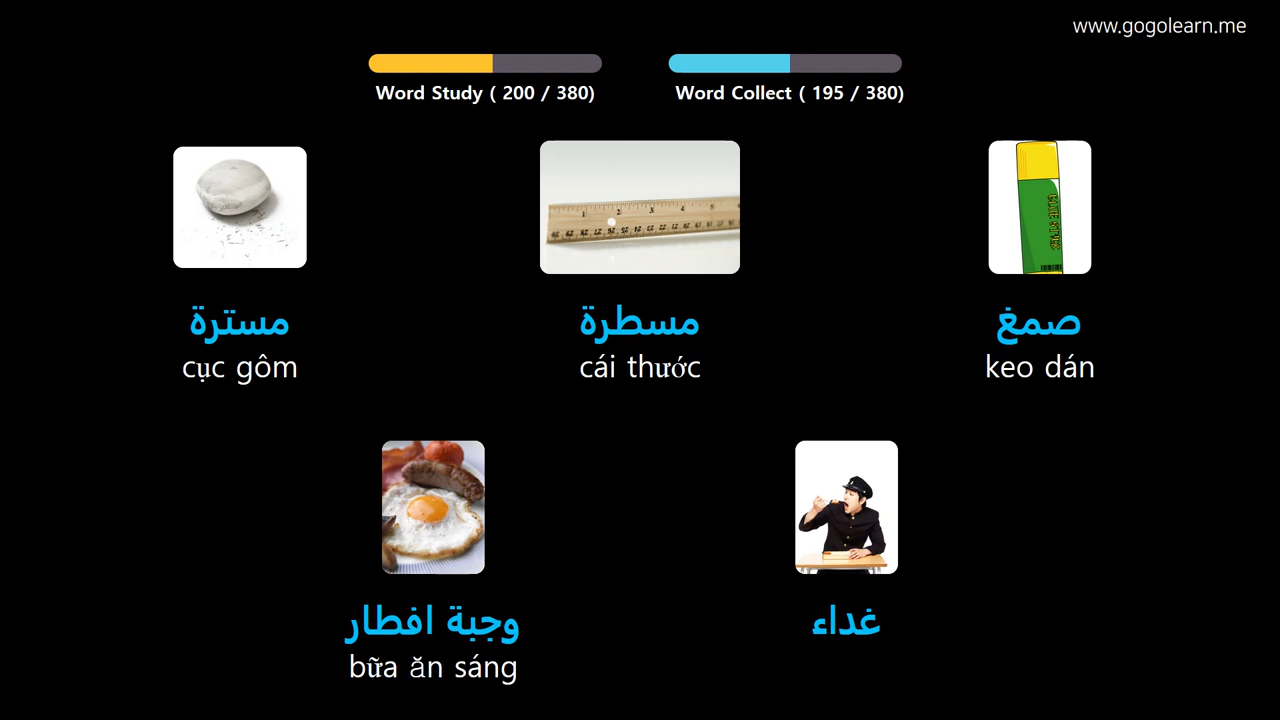 www.gogolearn.me
Word Study ( 200 / 380)
Word Collect ( 195 / 380)
مسترة
cục gôm
مسطرة
cái thước
صمغ
keo dán
وجبة افطار
bữa ăn sáng
غداء